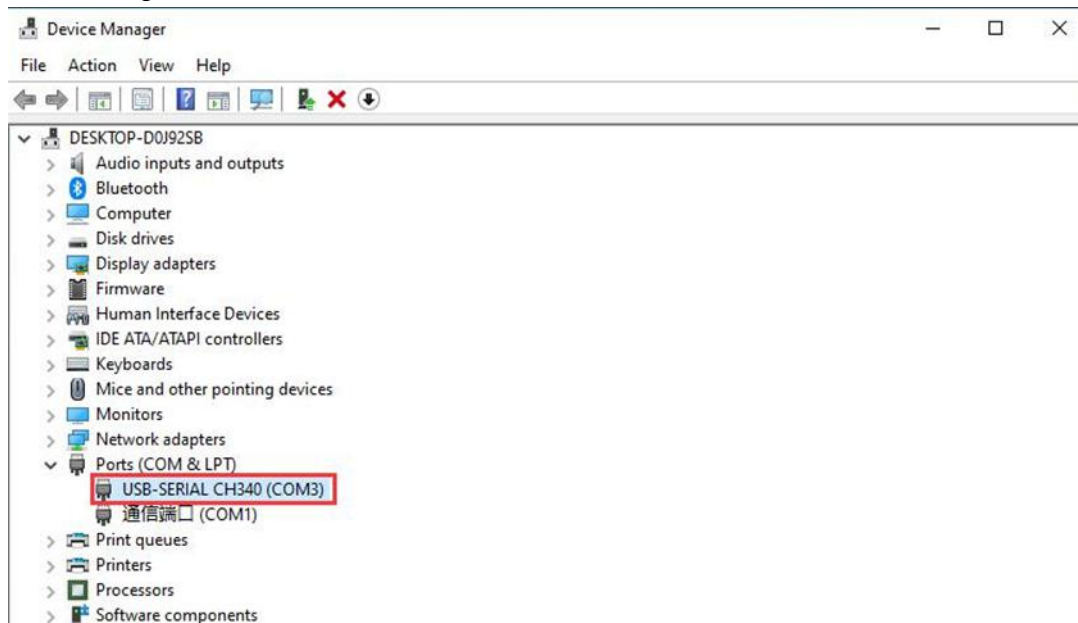 Device Manager
File Action View Help
DESKTOP-D0J92SB
Audio inputs and outputs
Bluetooth
Computer
Disk drives
Display adapters
Firmware
Human Interface Devices
IDE ATA/ATAPI controllers
Keyboards
Mice and other pointing devices
Monitors
Network adapters
Ports (COM & LPT)
USB-SERIAL CH340 (COM3)
通信端口 (COM1)
Print queues
Printers
Processors
Software components